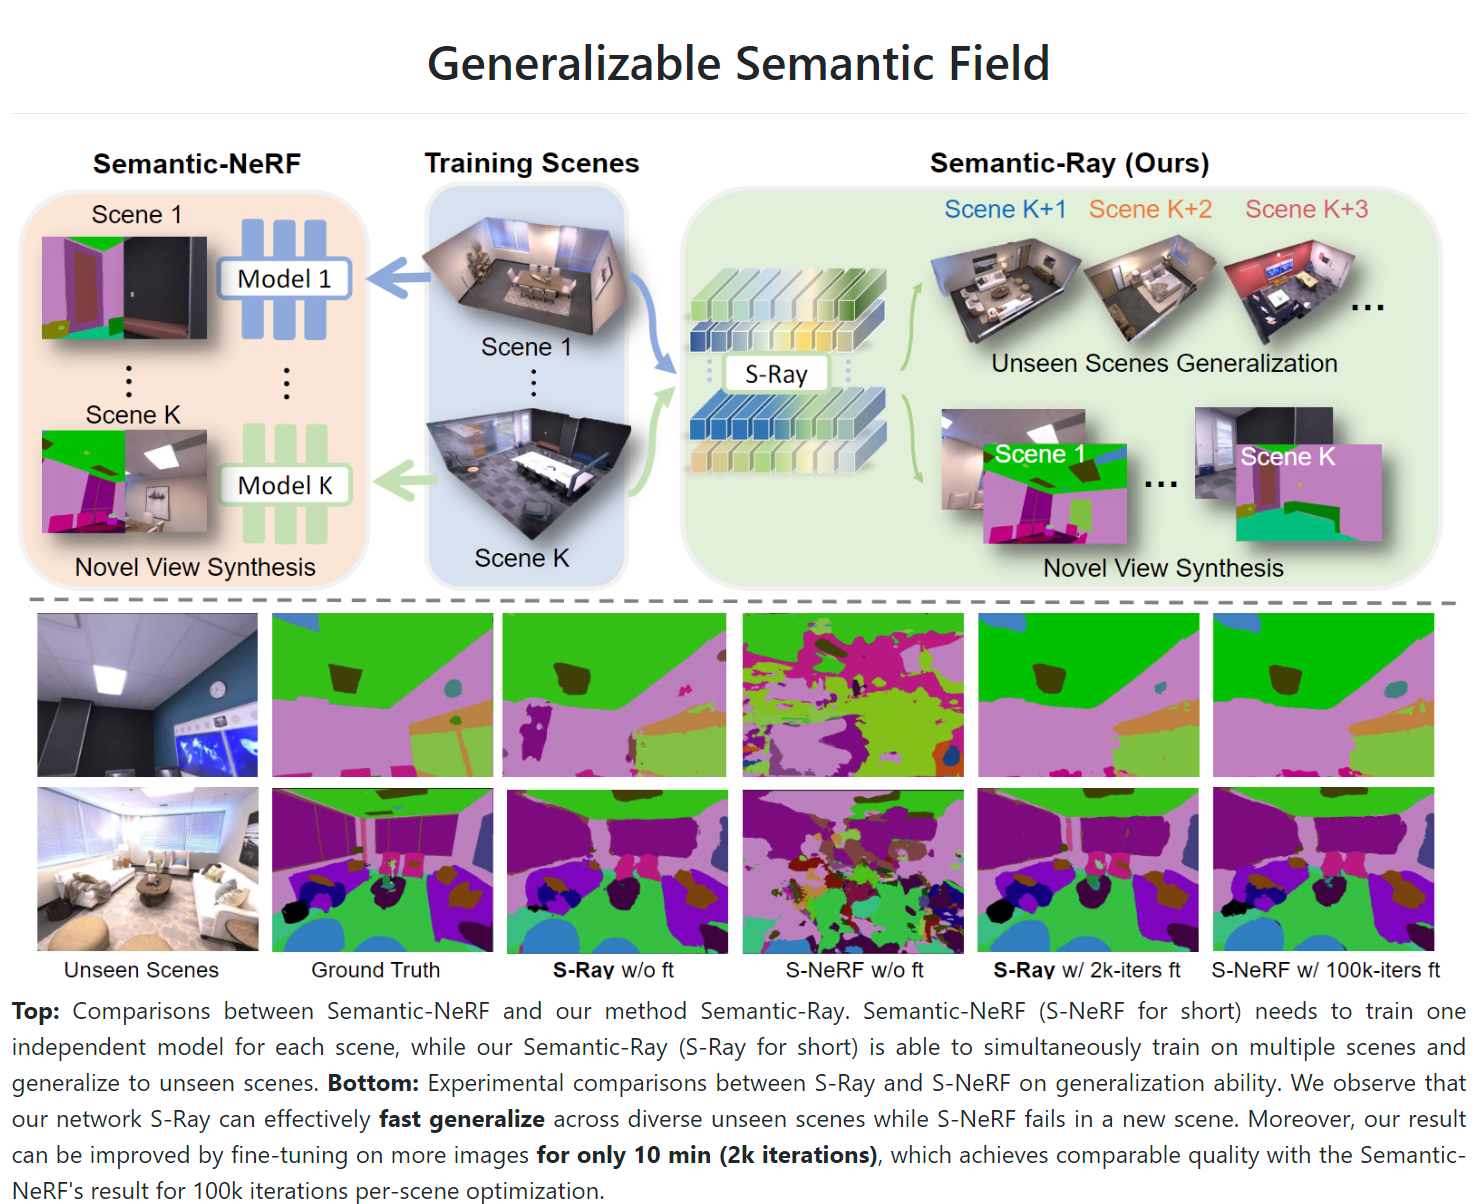 Generalizable Semantic Field
Semantic-NeRF
Training Scenes
Semantic-Ray (Ours)
Scene 1
Model 1
Scene K
Model K
Novel View Synthesis
Scene 1
Scene K
S-Ray
Scene K+1 Scene K+2 Scene K+3
...
Unseen Scenes Generalization
Scene 1
...
Scene K
Novel View Synthesis
Unseen Scenes
Ground Truth
S-Ray w/o ft
S-NeRF w/o ft
S-Ray w/ 2k-iters ft
S-NeRF w/ 100k-iters ft
Top: Comparisons between Semantic-NeRF and our method Semantic-Ray. Semantic-NeRF (S-NeRF for short) needs to train one
independent model for each scene, while our Semantic-Ray (S-Ray for short) is able to simultaneously train on multiple scenes and
generalize to unseen scenes. Bottom: Experimental comparisons between S-Ray and S-NeRF on generalization ability. We observe that
our network S-Ray can effectively fast generalize across diverse unseen scenes while S-NeRF fails in a new scene. Moreover, our result
can be improved by fine-tuning on more images for only 10 min (2k iterations), which achieves comparable quality with the Semantic-
NeRF's result for 100k iterations per-scene optimization.